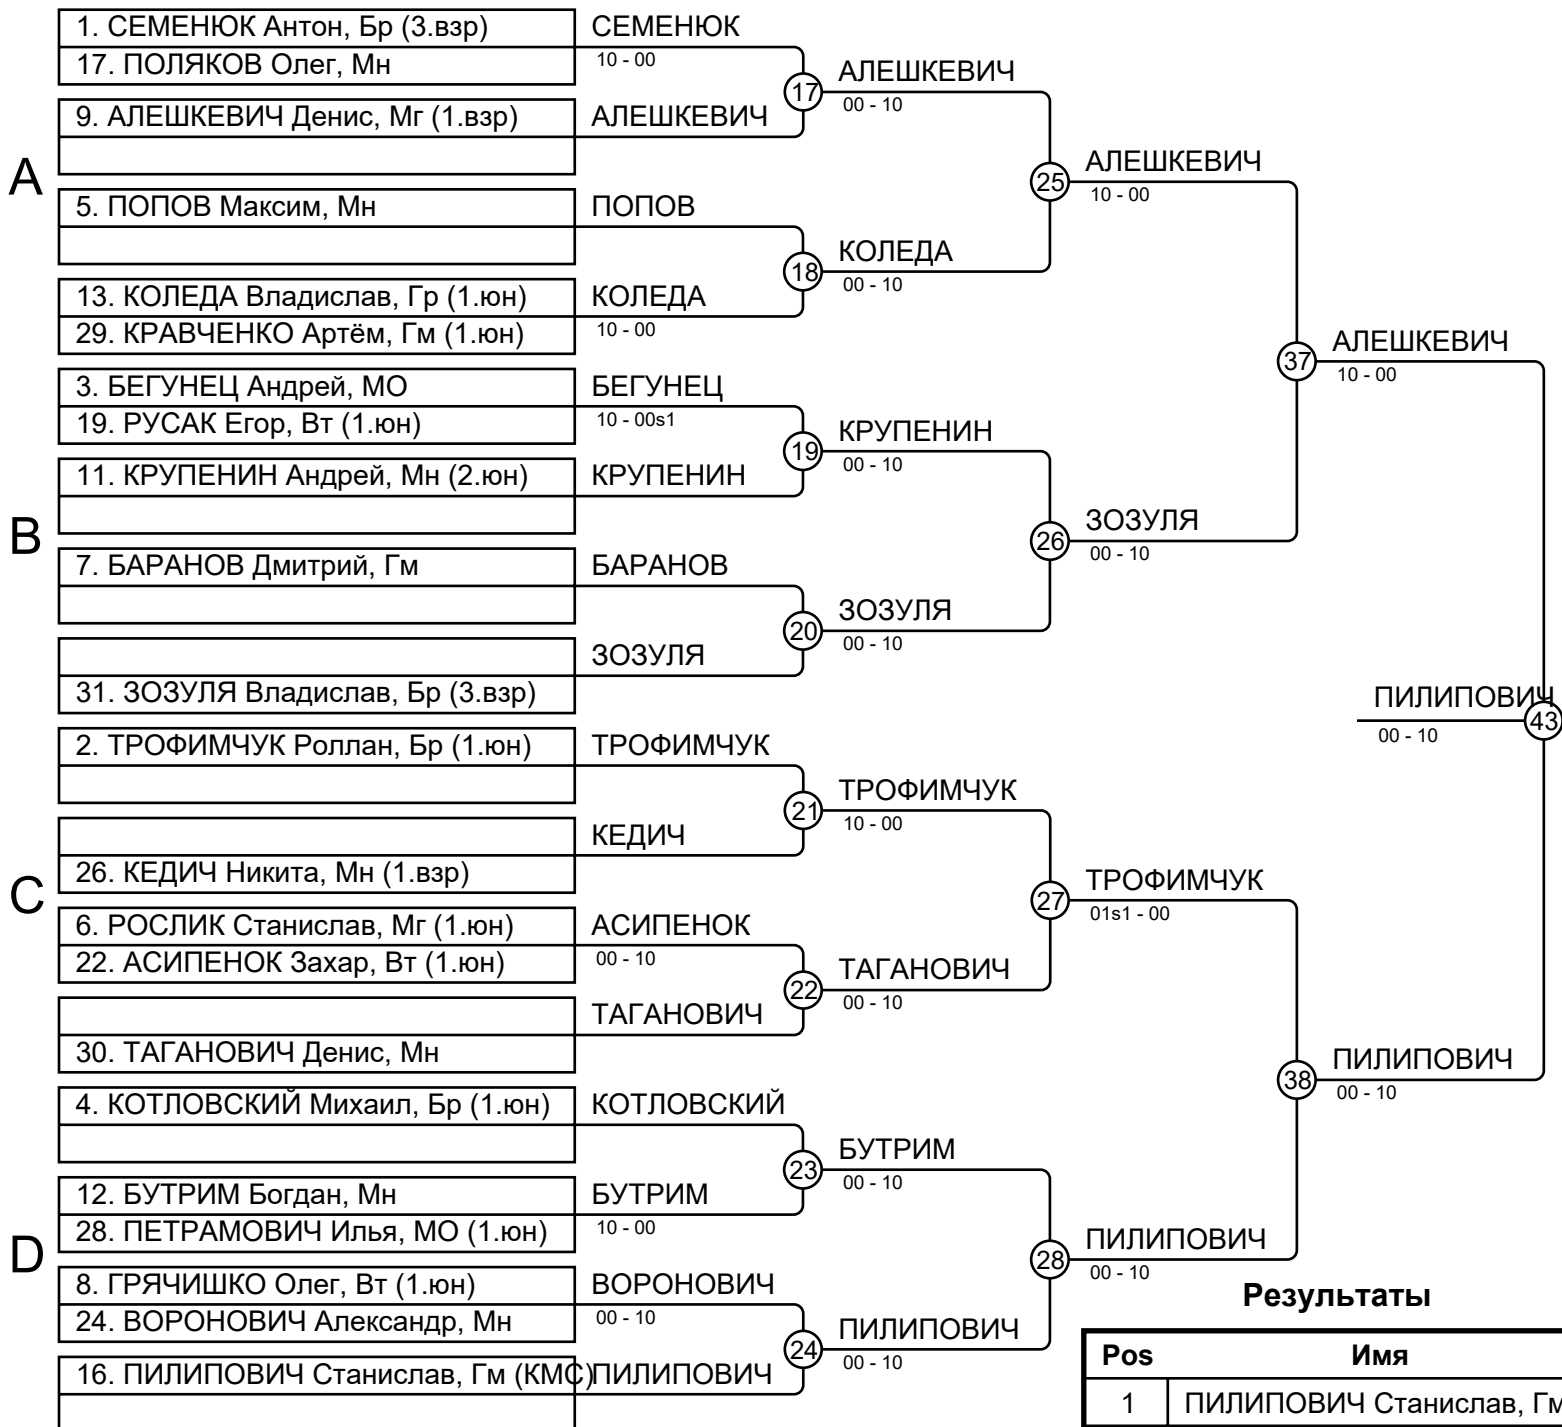 1. СЕМЕНЮК Антон, Бр (3.взр)
17. ПОЛЯКОВ Олег, Мн
9. АЛЕШКЕВИЧ Денис, Мг (1.взр)
A
5. ПОПОВ Максим, Мн
13. КОЛЕДА Владислав, Гр (1.юн)
29. КРАВЧЕНКО Артём, Гм (1.юн)
3. БЕГУНЕЦ Андрей, МО
19. РУСАК Егор, Вт (1.юн)
11. КРУПЕНИН Андрей, Мн (2.юн)
B
7. БАРАНОВ Дмитрий, Гм
31. ЗОЗУЛЯ Владислав, Бр (3.взр)
2. ТРОФИМЧУК Роллан, Бр (1.юн)
26. КЕДИЧ Никита, Мн (1.взр)
C
6. РОСЛИК Станислав, Мг (1.юн)
22. АСИПЕНОК Захар, Вт (1.юн)
30. ТАГАНОВИЧ Денис, Мн
4. КОТЛОВСКИЙ Михаил, Бр (1.юн)
12. БУТРИМ Богдан, Мн
28. ПЕТРАМОВИЧ Илья, МО (1.юн)
D
8. ГРЯЧИШКО Олег, Вт (1.юн)
24. ВОРОНОВИЧ Александр, Мн
16. ПИЛИПОВИЧ Станислав, Гм (КМС)
СЕМЕНЮК
10 - 00
АЛЕШКЕВИЧ
ПОПОВ
КОЛЕДА
10 - 00
БЕГУНЕЦ
10 - 00s1
КРУПЕНИН
БАРАНОВ
ЗОЗУЛЯ
ТРОФИМЧУК
КЕДИЧ
АСИПЕНОК
00 - 10
ТАГАНОВИЧ
КОТЛОВСКИЙ
БУТРИМ
10 - 00
ВОРОНОВИЧ
00 - 10
ПИЛИПОВИЧ
17
АЛЕШКЕВИЧ
00 - 10
18
КОЛЕДА
00 - 10
19
КРУПЕНИН
00 - 10
20
ЗОЗУЛЯ
00 - 10
21
ТРОФИМЧУК
10 - 00
22
ТАГАНОВИЧ
00 - 10
23
БУТРИМ
00 - 10
24
ПИЛИПОВИЧ
00 - 10
25
АЛЕШКЕВИЧ
10 - 00
26
ЗОЗУЛЯ
00 - 10
27
ТРОФИМЧУК
01s1 - 00
28
ПИЛИПОВИЧ
00 - 10
37
АЛЕШКЕВИЧ
10 - 00
38
ПИЛИПОВИЧ
00 - 10
ПИЛИПОВИЧ
43
00 - 10
Результаты
Pos Имя
1 ПИЛИПОВИЧ Станислав, Гм